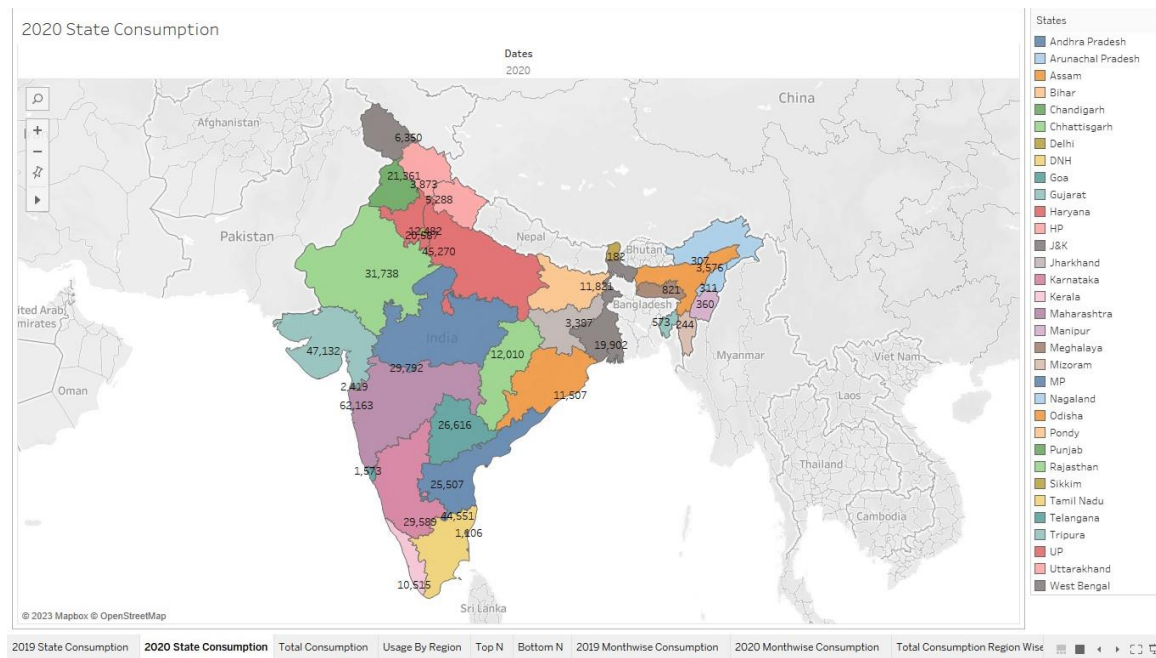 2020 State Consumption
Dates
2020
China
Afghanistan
6,350
21,361
3,873
5,288
Pakistan
Nepal
Bhutan
182
307
45,270
3,576
31,738
11,821
311
821
Bangladesh
360
573
244
3,387
India
19,902
47,132
12,010
Myanmar
29,792
Viet Nam
Oman
2,419
11,507
Laos
62,163
26,616
Thailand
1,573
25,507
Cambodia
44,551
29,589
1,106
10,515
Sri Lanka
© 2023 Mapbox © OpenStreetMap
States
Andhra Pradesh
Arunachal Pradesh
Assam
Bihar
Chandigarh
Chhattisgarh
Delhi
DNH
Goa
Gujarat
Haryana
HP
J&K
Jharkhand
Karnataka
Kerala
Maharashtra
Manipur
Meghalaya
Mizoram
MP
Nagaland
Odisha
Pondy
Punjab
Rajasthan
Sikkim
Tamil Nadu
Telangana
Tripura
UP
Uttarakhand
West Bengal
2019 State Consumption
2020 State Consumption
Total Consumption
Usage By Region
Top N
Bottom N
2019 Monthwise Consumption
2020 Monthwise Consumption
Total Consumption Region Wise